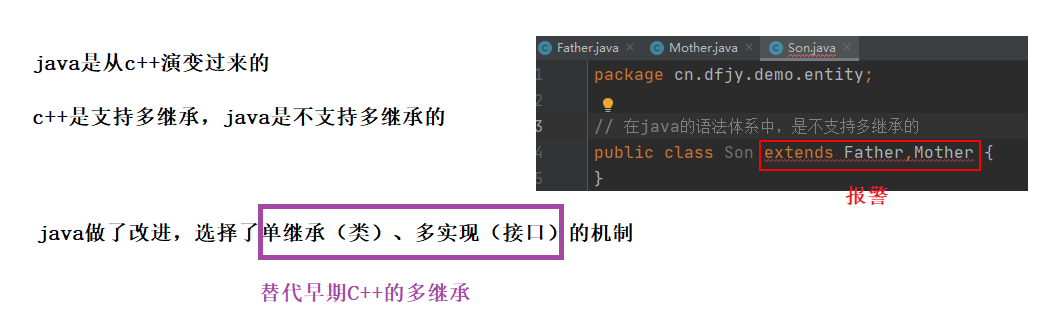 java是从c++演变过来的
c++是支持多继承，java是不支持多继承的
Father.java × Mother.java × Son.java ×
1 package cn.dfjy.demo.entity;
2
3 // 在java的语法体系中，是不支持多继承的
4 public class Son extends Father,Mother {
5 }
报警
java做了改进，选择了单继承（类）、多实现（接口）的机制
替代早期C++的多继承